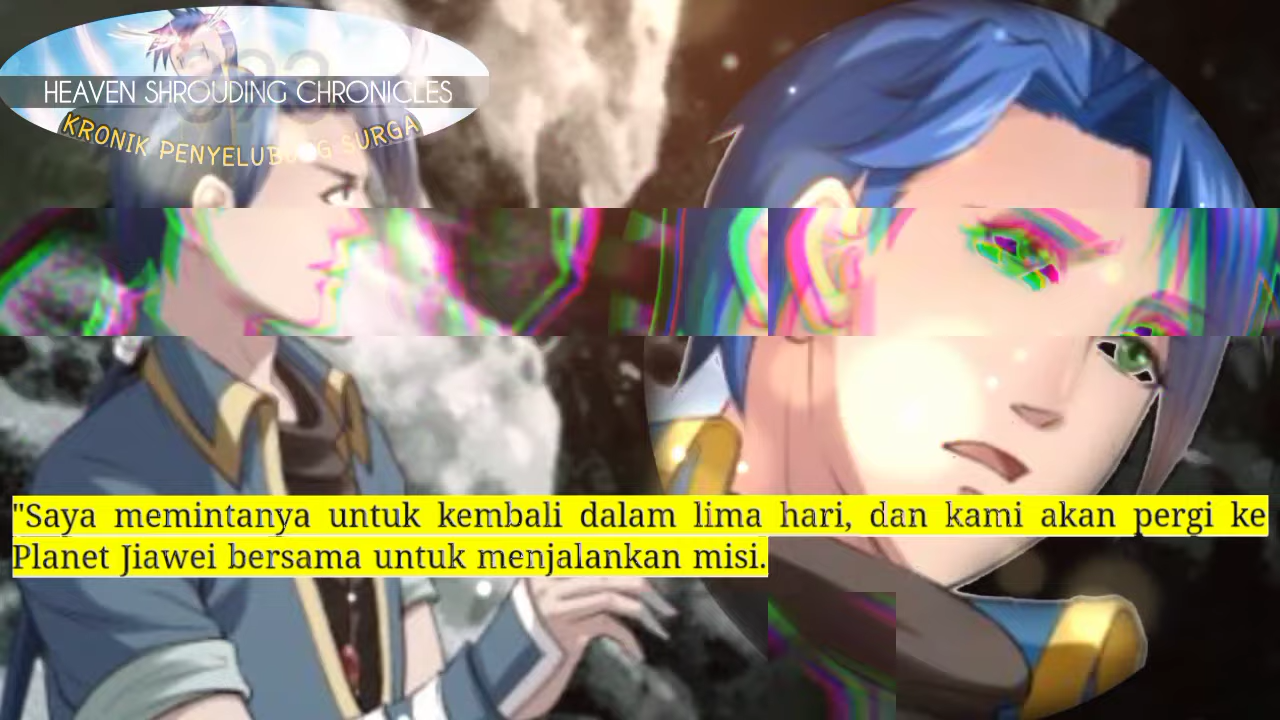 HEAVEN SHROUDING CHRONICLES
KRONIK PENYELUBUNG SURGA
"Saya memintanya untuk kembali dalam lima hari, dan kami akan pergi ke
Planet Jiawei bersama untuk menjalankan misi.